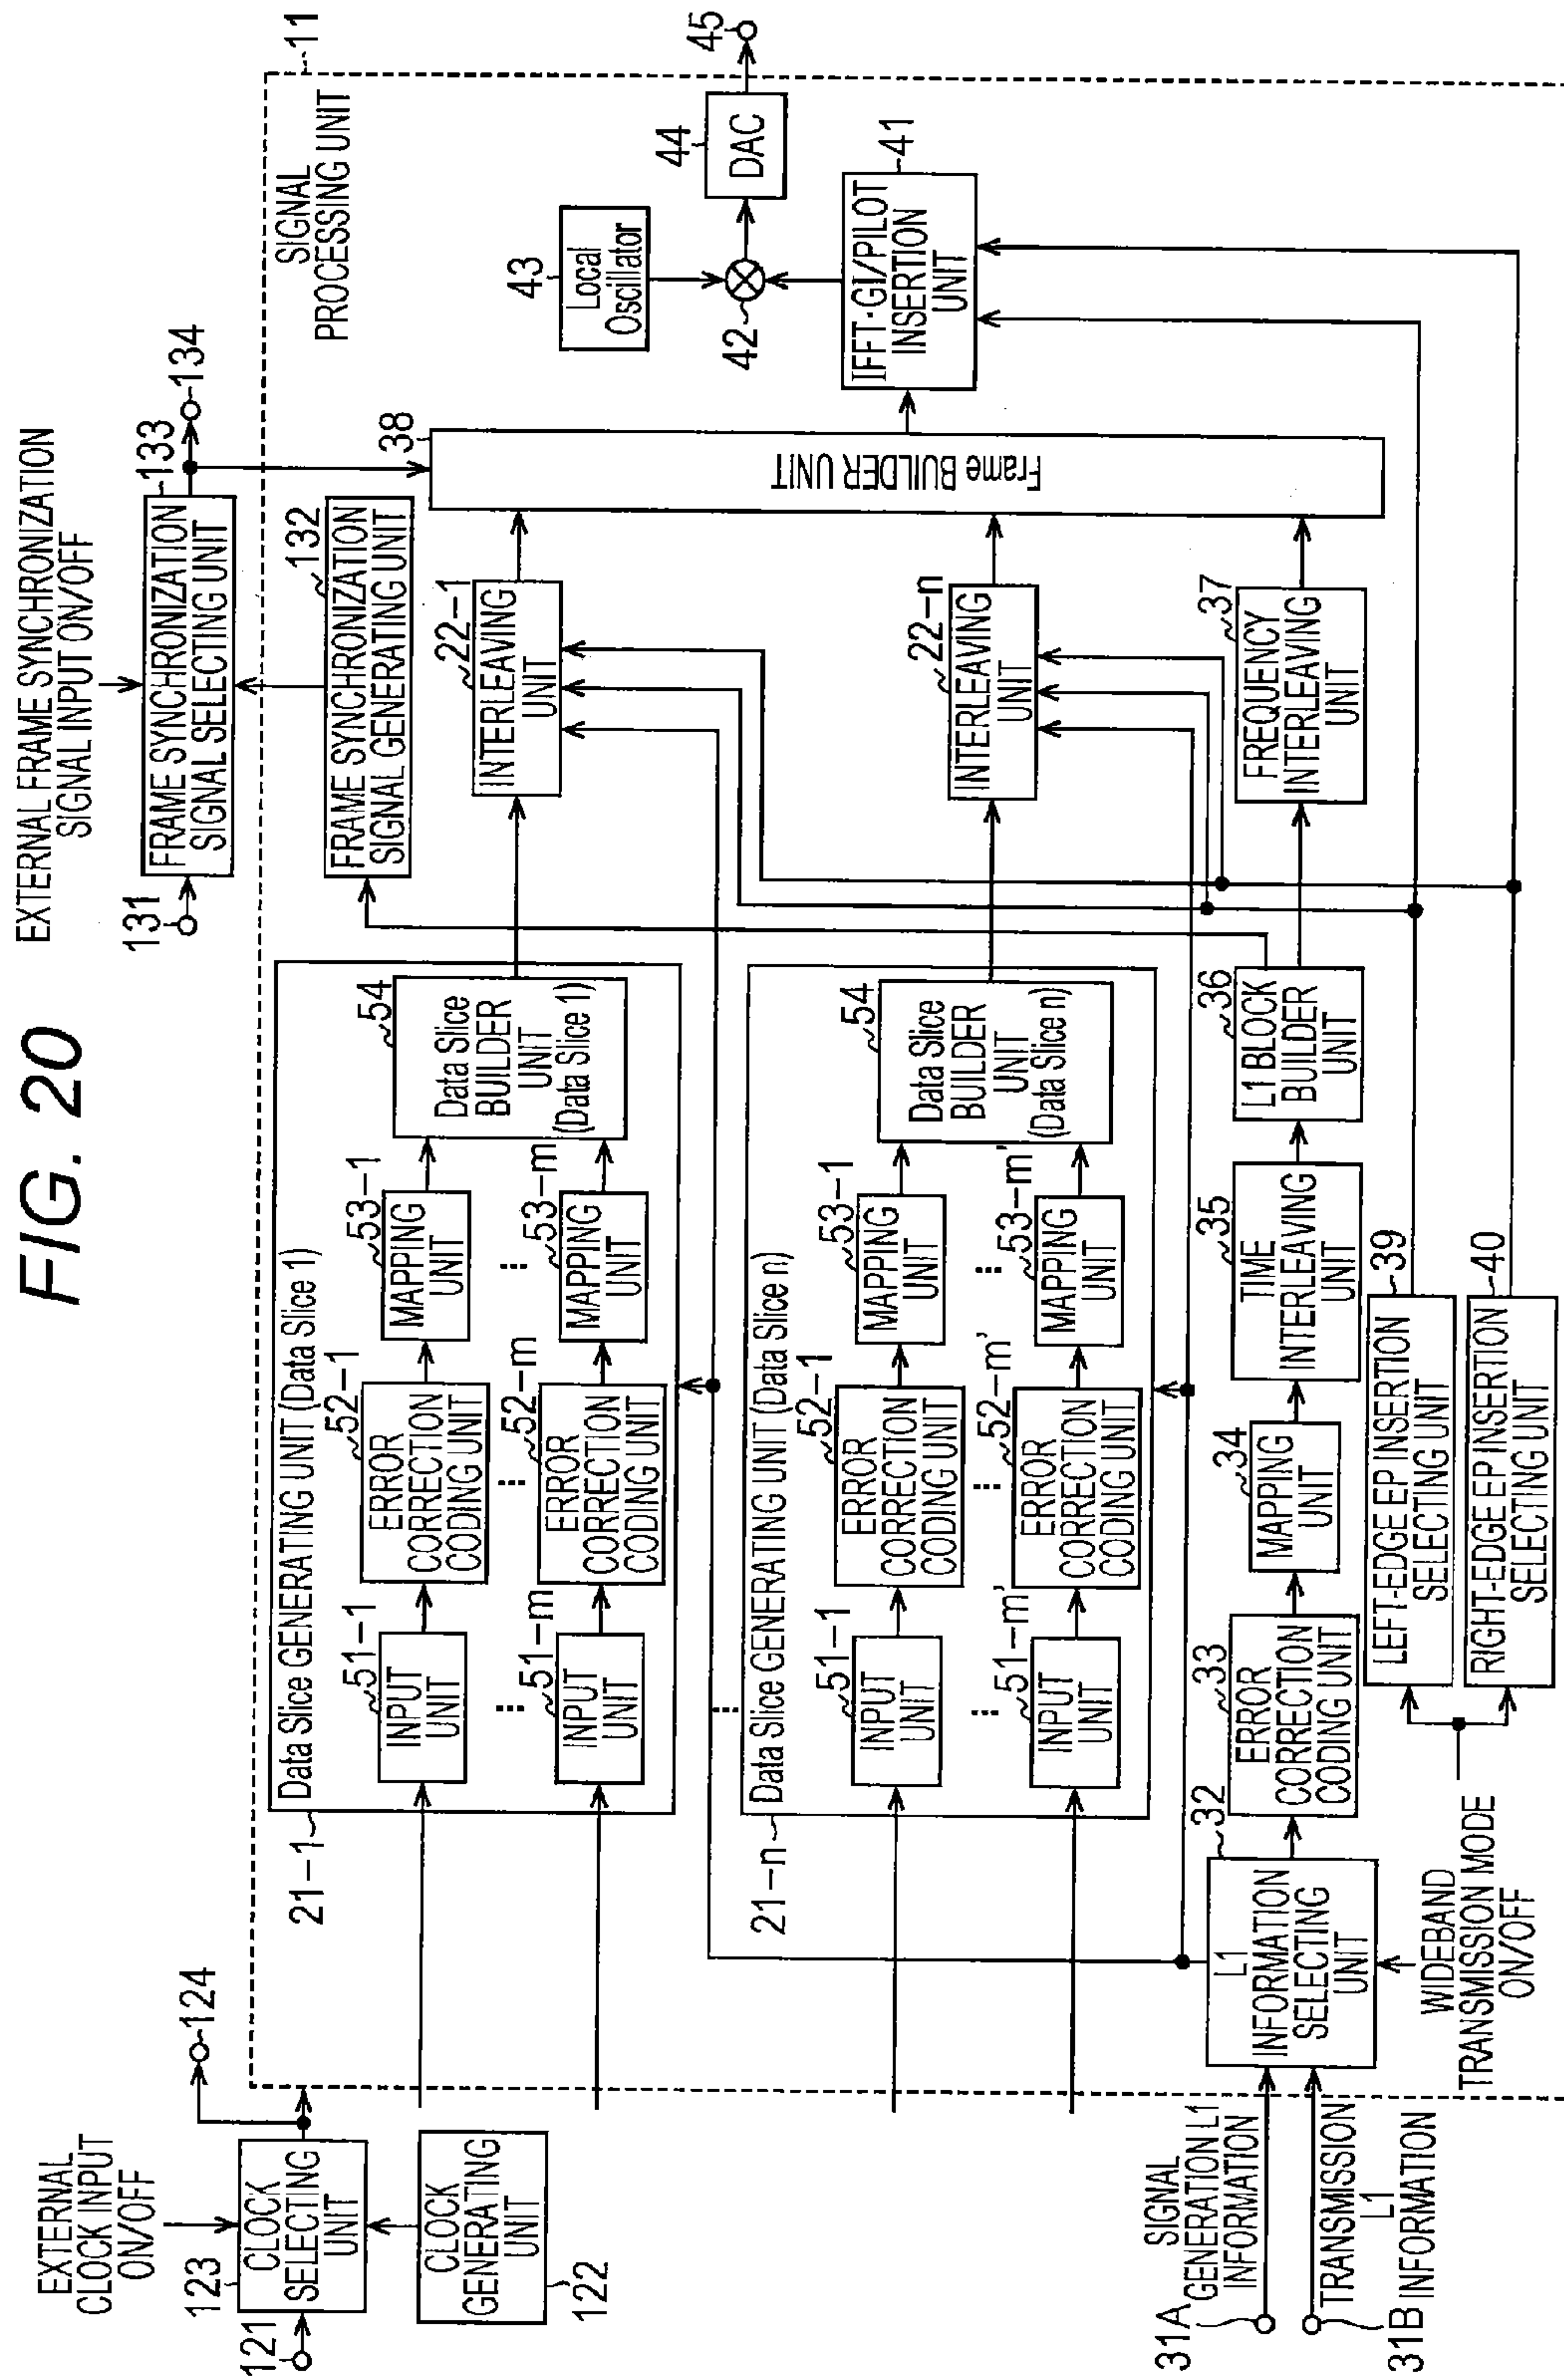 FIG. 20
EXTERNAL
CLOCK INPUT
ON/OFF
123
CLOCK
SELECTING
UNIT
121
124
CLOCK
GENERATING
UNIT
122
EXTERNAL FRAME SYNCHRONIZATION
SIGNAL INPUT ON/OFF
131
FRAME SYNCHRONIZATION
SIGNAL SELECTING UNIT
133
134
132
FRAME SYNCHRONIZATION
SIGNAL GENERATING UNIT
SIGNAL
PROCESSING UNIT
11
21-1
Data Slice GENERATING UNIT (Data Slice 1)
51-1
INPUT
UNIT
52-1
ERROR
CORRECTION
CODING UNIT
53-1
MAPPING
UNIT
54
Data Slice
BUILDER
UNIT
(Data Slice 1)
...
...
...
51-m
INPUT
UNIT
52-m
ERROR
CORRECTION
CODING UNIT
53-m
MAPPING
UNIT
22-1
INTERLEAVING
UNIT
38
Frame BUILDER UNIT
43
Local
Oscillator
42
44
DAC
45
41
IFFT·GI/PILOT
INSERTION
UNIT
...
21-n
Data Slice GENERATING UNIT (Data Slice n)
51-1
INPUT
UNIT
52-1
ERROR
CORRECTION
CODING UNIT
53-1
MAPPING
UNIT
54
Data Slice
BUILDER
UNIT
(Data Slice n)
...
...
...
51-m'
INPUT
UNIT
52-m'
ERROR
CORRECTION
CODING UNIT
53-m'
MAPPING
UNIT
22-n
INTERLEAVING
UNIT
SIGNAL
GENERATION L1
INFORMATION
31A
TRANSMISSION
L1
INFORMATION
31B
32
L1
INFORMATION
SELECTING
UNIT
33
ERROR
CORRECTION
CODING UNIT
34
MAPPING
UNIT
35
TIME
INTERLEAVING
UNIT
36
L1 BLOCK
BUILDER
UNIT
37
FREQUENCY
INTERLEAVING
UNIT
WIDEBAND
TRANSMISSION MODE
ON/OFF
LEFT-EDGE EP INSERTION
SELECTING UNIT
39
RIGHT-EDGE EP INSERTION
SELECTING UNIT
40